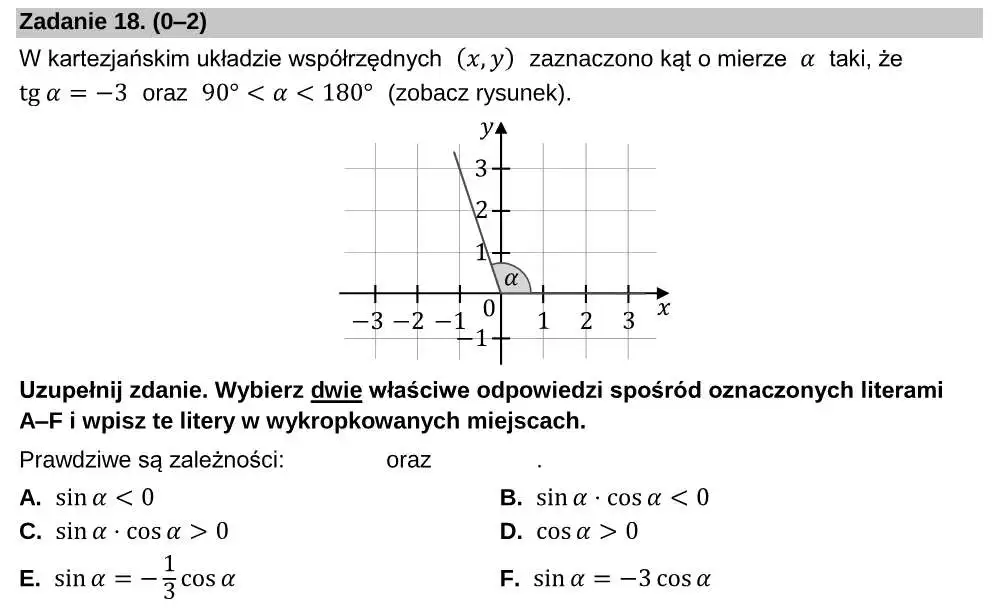 Zadanie 18. (0–2)
W kartezjańskim układzie współrzędnych (x, y) zaznaczono kąt o mierze α taki, że
tg α = −3 oraz 90° < α < 180° (zobacz rysunek).
y
3
2
1
α
0
x
−3 −2 −1 1 2 3
−1
Uzupełnij zdanie. Wybierz dwie właściwe odpowiedzi spośród oznaczonych literami
A–F i wpisz te litery w wykropkowanych miejscach.
Prawdziwe są zależności: oraz .
A. sin α < 0 B. sin α · cos α < 0
C. sin α · cos α > 0 D. cos α > 0
E. sin α = −1/3 cos α F. sin α = −3 cos α